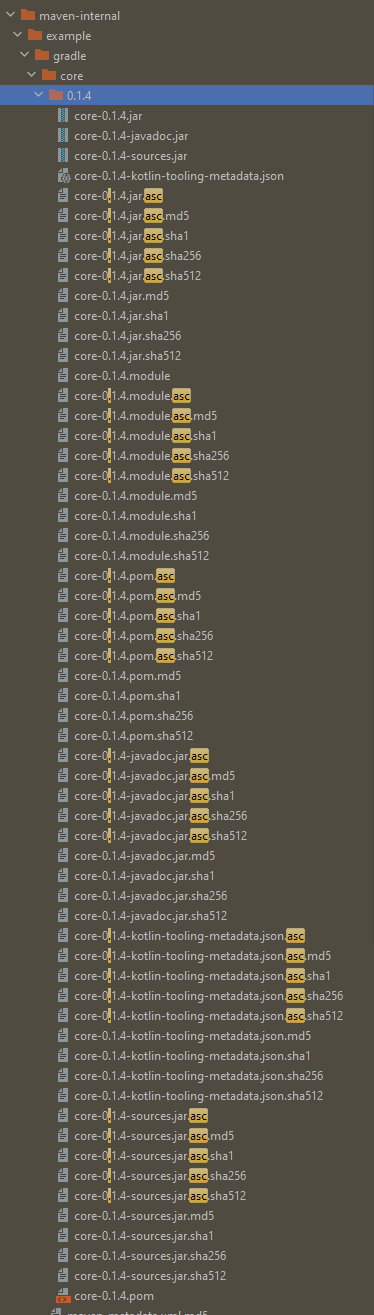 maven-internal
example
gradle
core
0.1.4
core-0.1.4.jar
core-0.1.4-javadoc.jar
core-0.1.4-sources.jar
core-0.1.4-kotlin-tooling-metadata.json
core-0.1.4.jar.asc
core-0.1.4.jar.asc.md5
core-0.1.4.jar.asc.sha1
core-0.1.4.jar.asc.sha256
core-0.1.4.jar.asc.sha512
core-0.1.4.jar.md5
core-0.1.4.jar.sha1
core-0.1.4.jar.sha256
core-0.1.4.jar.sha512
core-0.1.4.module
core-0.1.4.module.asc
core-0.1.4.module.asc.md5
core-0.1.4.module.asc.sha1
core-0.1.4.module.asc.sha256
core-0.1.4.module.asc.sha512
core-0.1.4.module.md5
core-0.1.4.module.sha1
core-0.1.4.module.sha256
core-0.1.4.module.sha512
core-0.1.4.pom.asc
core-0.1.4.pom.asc.md5
core-0.1.4.pom.asc.sha1
core-0.1.4.pom.asc.sha256
core-0.1.4.pom.asc.sha512
core-0.1.4.pom.md5
core-0.1.4.pom.sha1
core-0.1.4.pom.sha256
core-0.1.4.pom.sha512
core-0.1.4-javadoc.jar.asc
core-0.1.4-javadoc.jar.asc.md5
core-0.1.4-javadoc.jar.asc.sha1
core-0.1.4-javadoc.jar.asc.sha256
core-0.1.4-javadoc.jar.asc.sha512
core-0.1.4-javadoc.jar.md5
core-0.1.4-javadoc.jar.sha1
core-0.1.4-javadoc.jar.sha256
core-0.1.4-javadoc.jar.sha512
core-0.1.4-kotlin-tooling-metadata.json.asc
core-0.1.4-kotlin-tooling-metadata.json.asc.md5
core-0.1.4-kotlin-tooling-metadata.json.asc.sha1
core-0.1.4-kotlin-tooling-metadata.json.asc.sha256
core-0.1.4-kotlin-tooling-metadata.json.asc.sha512
core-0.1.4-kotlin-tooling-metadata.json.md5
core-0.1.4-kotlin-tooling-metadata.json.sha1
core-0.1.4-kotlin-tooling-metadata.json.sha256
core-0.1.4-kotlin-tooling-metadata.json.sha512
core-0.1.4-sources.jar.asc
core-0.1.4-sources.jar.asc.md5
core-0.1.4-sources.jar.asc.sha1
core-0.1.4-sources.jar.asc.sha256
core-0.1.4-sources.jar.asc.sha512
core-0.1.4-sources.jar.md5
core-0.1.4-sources.jar.sha1
core-0.1.4-sources.jar.sha256
core-0.1.4-sources.jar.sha512
core-0.1.4.pom
maven-metadata.xml.md5